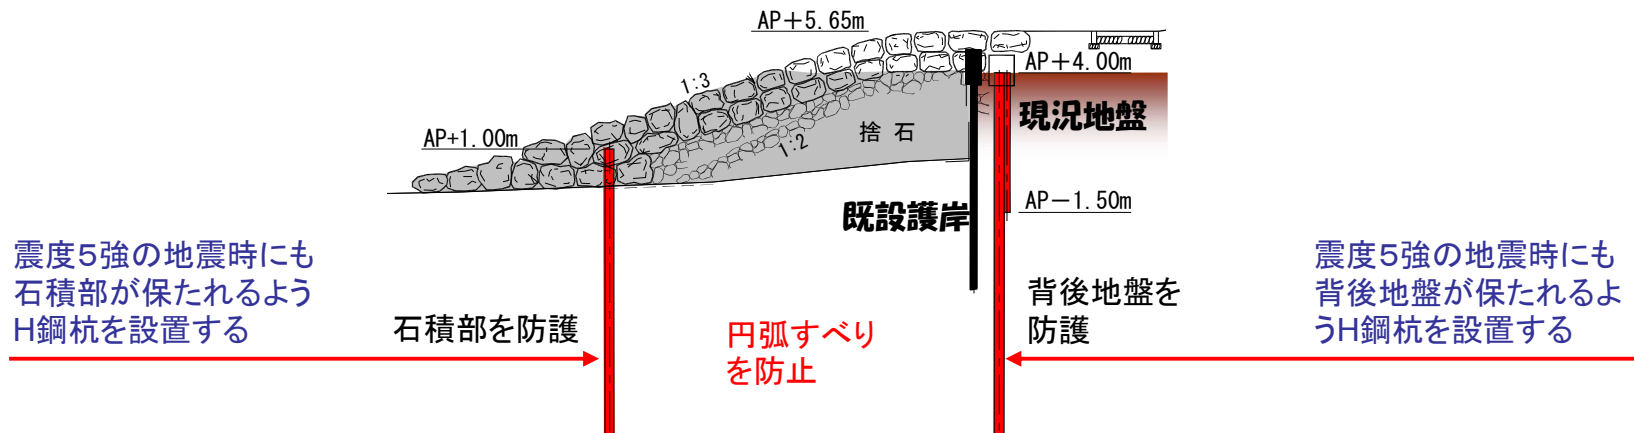 AP＋5.65m
AP＋4.00m
1:3
現況地盤
AP+1.00m
捨 石
1:2
AP－1.50m
既設護岸
震度5強の地震時にも
石積部が保たれるよう
H鋼杭を設置する
石積部を防護
円弧すべり
を防止
背後地盤を
防護
震度5強の地震時にも
背後地盤が保たれるよ
うH鋼杭を設置する